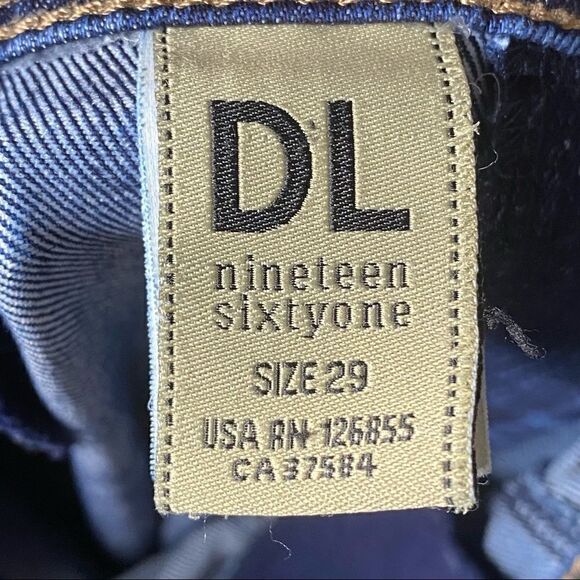 DL
nineteen
sixtyone
SIZE 29
USA RN 126855
CA37584